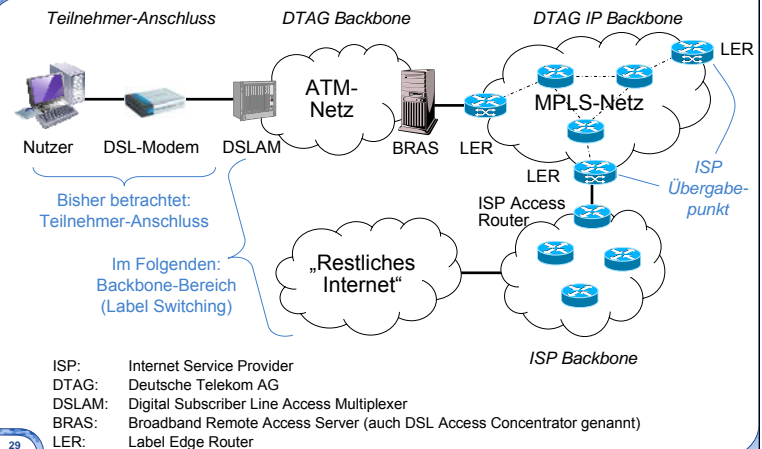 Teilnehmer-Anschluss
DTAG Backbone
DTAG IP Backbone
LER
ATM-
Netz
MPLS-Netz
Nutzer
DSL-Modem
DSLAM
BRAS
LER
LER
ISP
Übergabe-
punkt
Bisher betrachtet:
Teilnehmer-Anschluss
ISP Access
Router
Im Folgenden:
Backbone-Bereich
(Label Switching)
„Restliches
Internet“
ISP Backbone
ISP: Internet Service Provider
DTAG: Deutsche Telekom AG
DSLAM: Digital Subscriber Line Access Multiplexer
BRAS: Broadband Remote Access Server (auch DSL Access Concentrator genannt)
LER: Label Edge Router
29